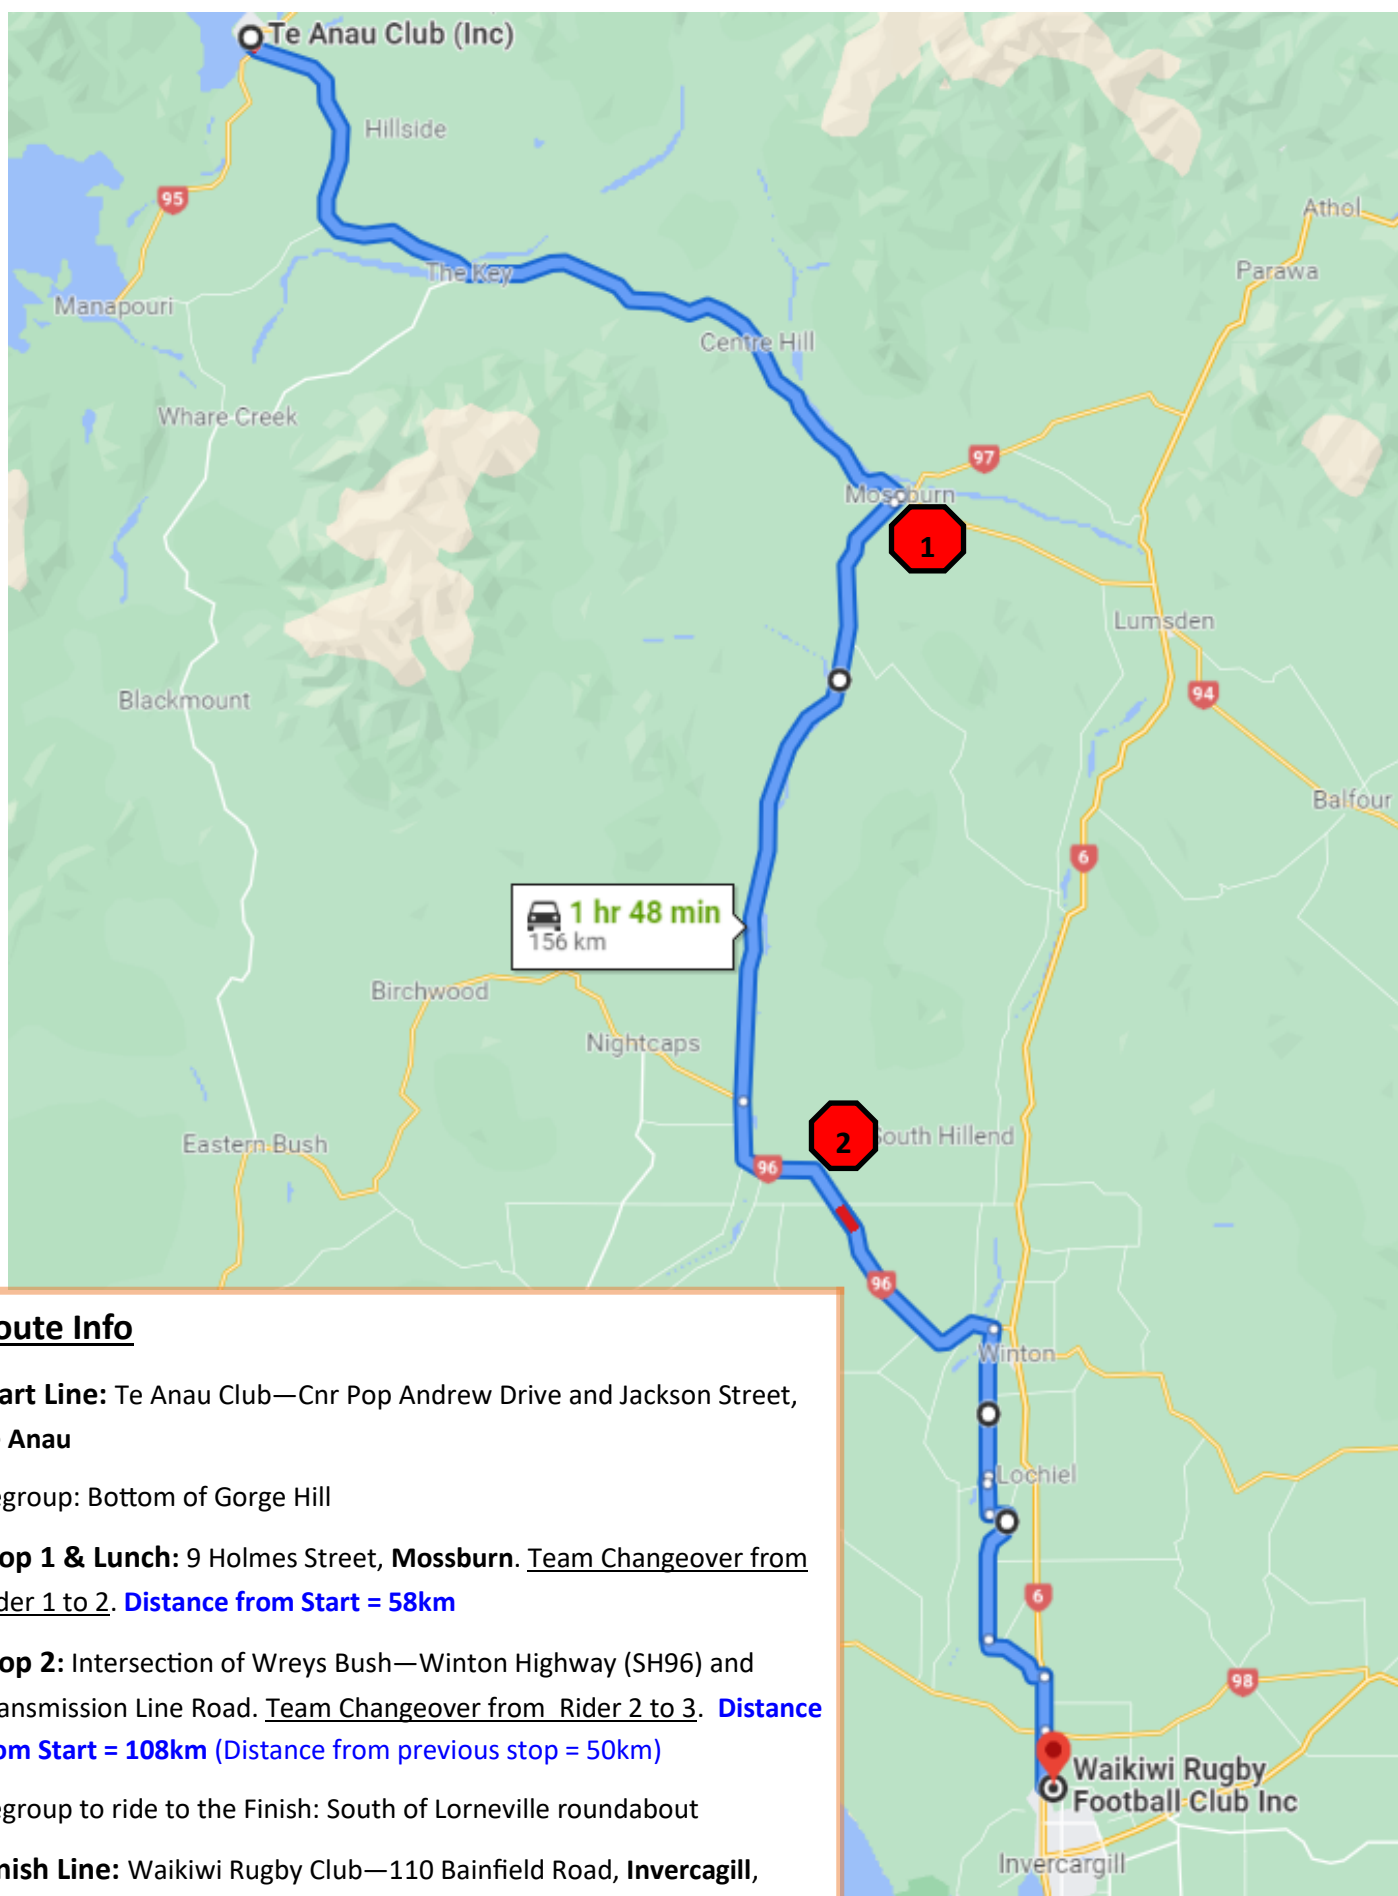 Te Anau Club (Inc)
Hillside
95
Athol
Parawa
The Key
Manapouri
Centre Hill
Whare Creek
97
Mossburn
1
Lumsden
94
Blackmount
Balfour
6
1 hr 48 min
156 km
Birchwood
Nightcaps
2
South Hillend
Eastern Bush
96
96
Winton
Lochiel
6
98
Waikiwi Rugby
Football Club Inc
Invercargill
oute Info
art Line: Te Anau Club—Cnr Pop Andrew Drive and Jackson Street,
Anau
egroup: Bottom of Gorge Hill
op 1 & Lunch: 9 Holmes Street, Mossburn. Team Changeover from
der 1 to 2. Distance from Start = 58km
op 2: Intersection of Wreys Bush—Winton Highway (SH96) and
ansmission Line Road. Team Changeover from Rider 2 to 3. Distance
om Start = 108km (Distance from previous stop = 50km)
egroup to ride to the Finish: South of Lorneville roundabout
nish Line: Waikiwi Rugby Club—110 Bainfield Road, Invercagill,